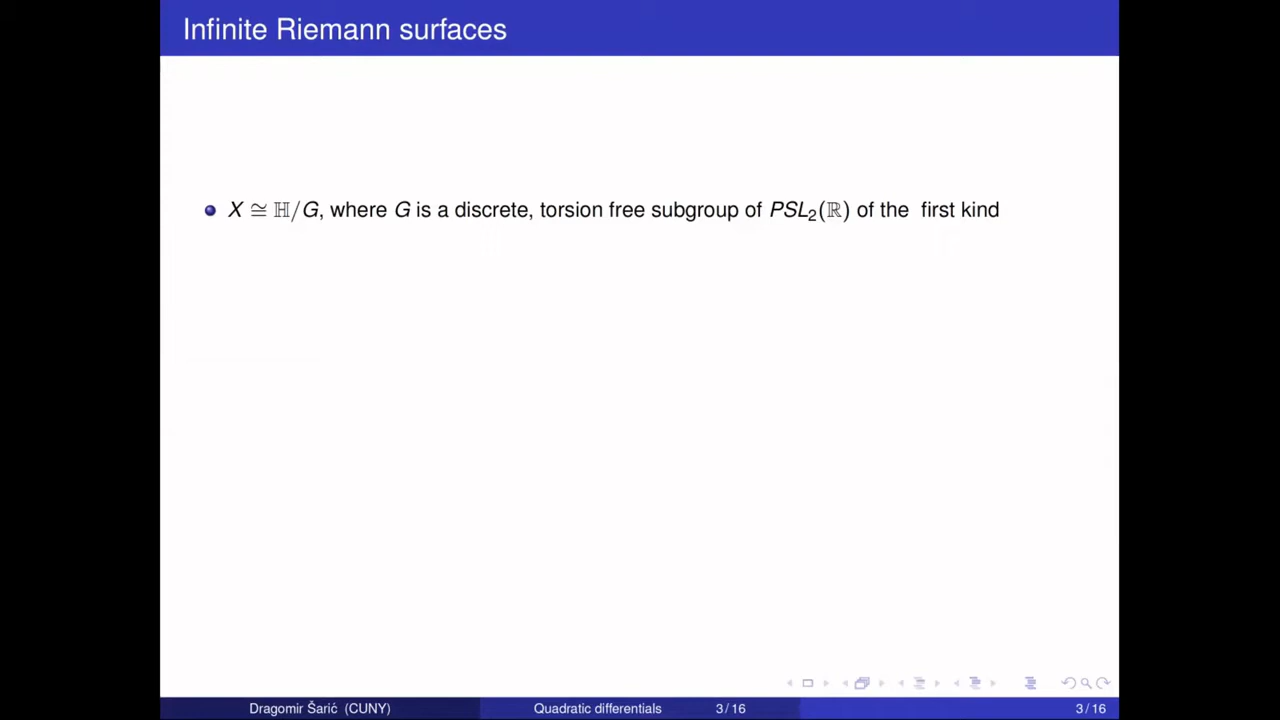 Infinite Riemann surfaces
X ≅ ℍ/G, where G is a discrete, torsion free subgroup of PSL₂(ℝ) of the first kind
Dragomir Šarić (CUNY) Quadratic differentials 3 / 16 3 / 16